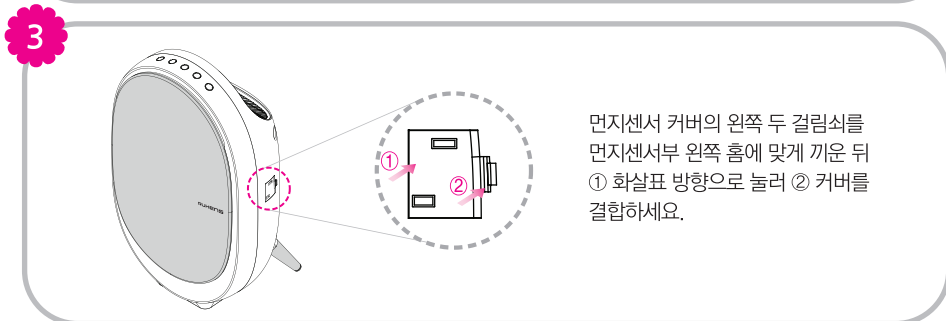 3
RUHENS
①
②
먼지센서 커버의 왼쪽 두 걸림쇠를
먼지센서부 왼쪽 홈에 맞게 끼운 뒤
① 화살표 방향으로 눌러 ② 커버를
결합하세요.